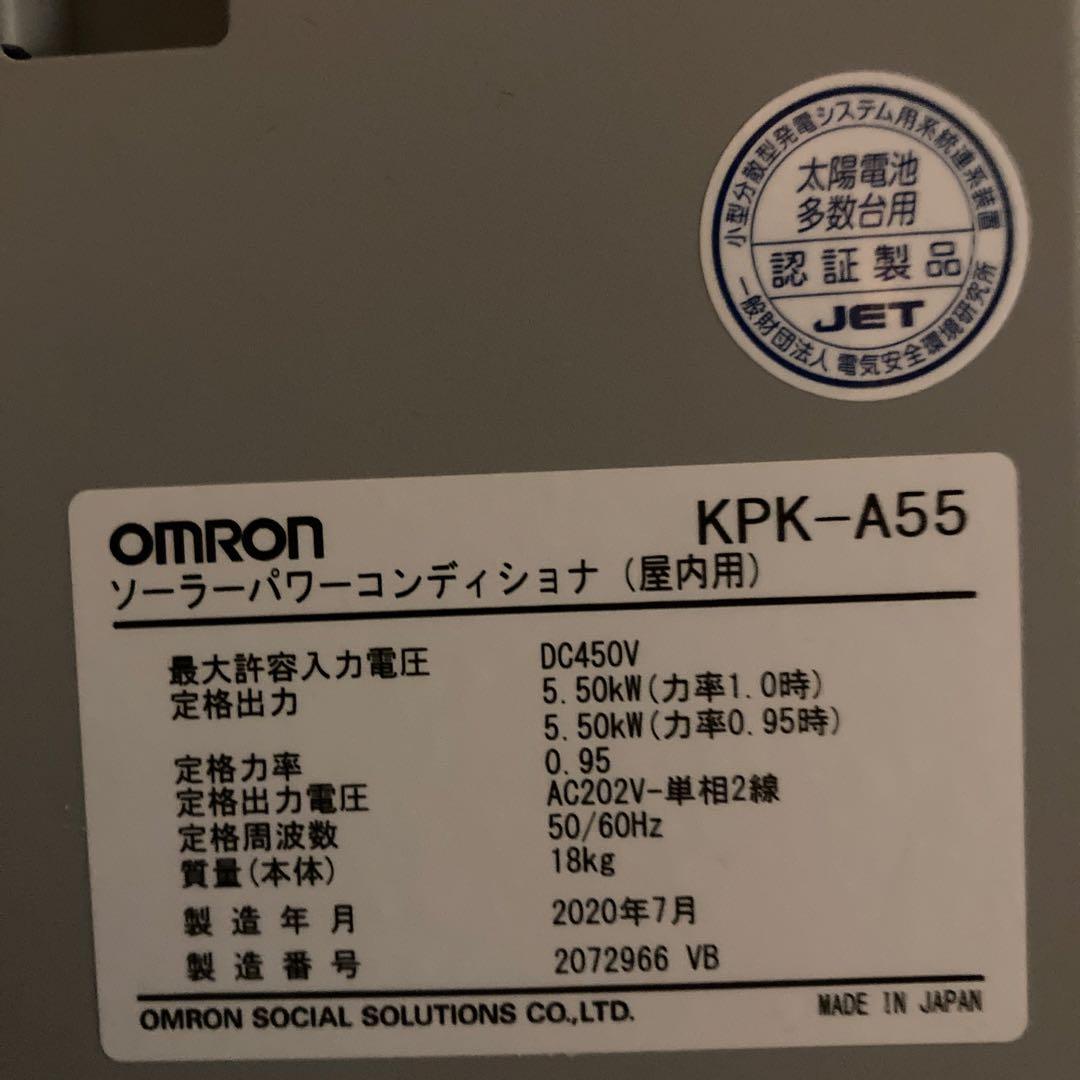 小型分散型発電システム用系統連系装置
太陽電池
多数台用
認証製品
JET
一般財団法人 電気安全環境研究所
OMRON KPK-A55
ソーラーパワーコンディショナ (屋内用)
最大許容入力電圧 DC450V
定格出力 5.50kW(力率1.0時)
5.50kW(力率0.95時)
定格力率 0.95
定格出力電圧 AC202V-単相2線
定格周波数 50/60Hz
質量(本体) 18kg
製造年月 2020年7月
製造番号 2072966 VB
OMRON SOCIAL SOLUTIONS CO.,LTD. MADE IN JAPAN